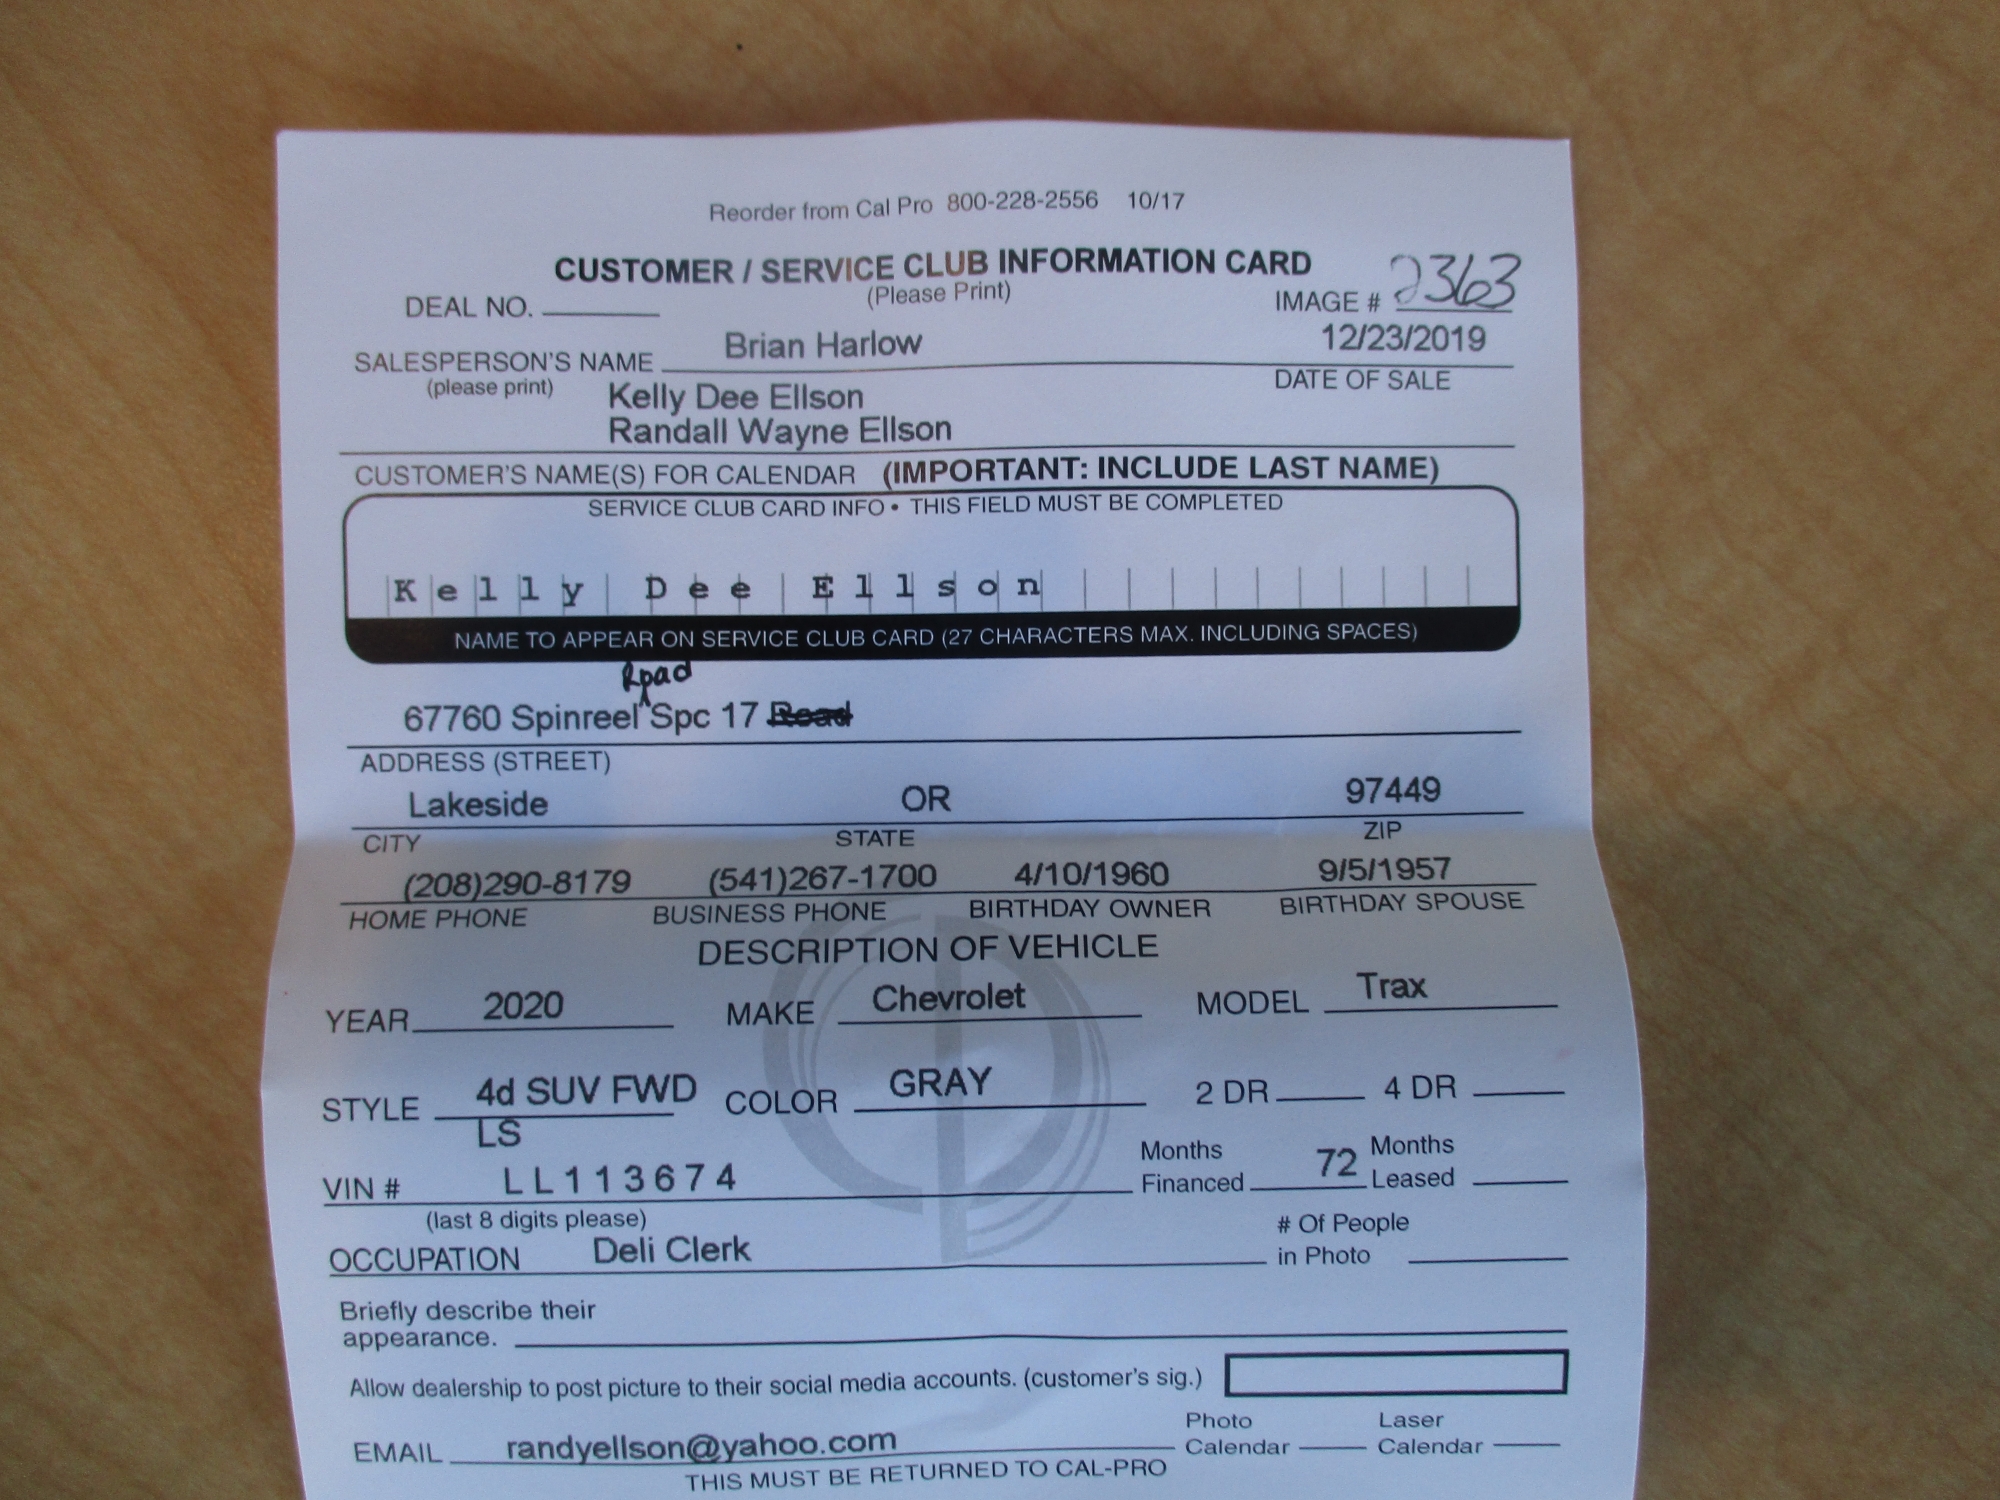 Reorder from Cal Pro 800-228-2556 10/17
CUSTOMER / SERVICE CLUB INFORMATION CARD
(Please Print)
DEAL NO. IMAGE # 2363
SALESPERSON'S NAME Brian Harlow 12/23/2019
(please print) DATE OF SALE
Kelly Dee Ellson
Randall Wayne Ellson
CUSTOMER'S NAME(S) FOR CALENDAR (IMPORTANT: INCLUDE LAST NAME)
SERVICE CLUB CARD INFO • THIS FIELD MUST BE COMPLETED
Kelly Dee Ellson
NAME TO APPEAR ON SERVICE CLUB CARD (27 CHARACTERS MAX. INCLUDING SPACES)
Road
67760 Spinreel Spc 17 Road
ADDRESS (STREET)
Lakeside OR 97449
CITY STATE ZIP
(208)290-8179 (541)267-1700 4/10/1960 9/5/1957
HOME PHONE BUSINESS PHONE BIRTHDAY OWNER BIRTHDAY SPOUSE
DESCRIPTION OF VEHICLE
YEAR 2020 MAKE Chevrolet MODEL Trax
STYLE 4d SUV FWD COLOR GRAY 2 DR 4 DR
LS
VIN # LL113674 Months Financed 72 Months Leased
(last 8 digits please)
OCCUPATION Deli Clerk # Of People in Photo
Briefly describe their
appearance.
Allow dealership to post picture to their social media accounts. (customer's sig.)
EMAIL randyellson@yahoo.com Photo Calendar Laser Calendar
THIS MUST BE RETURNED TO CAL-PRO